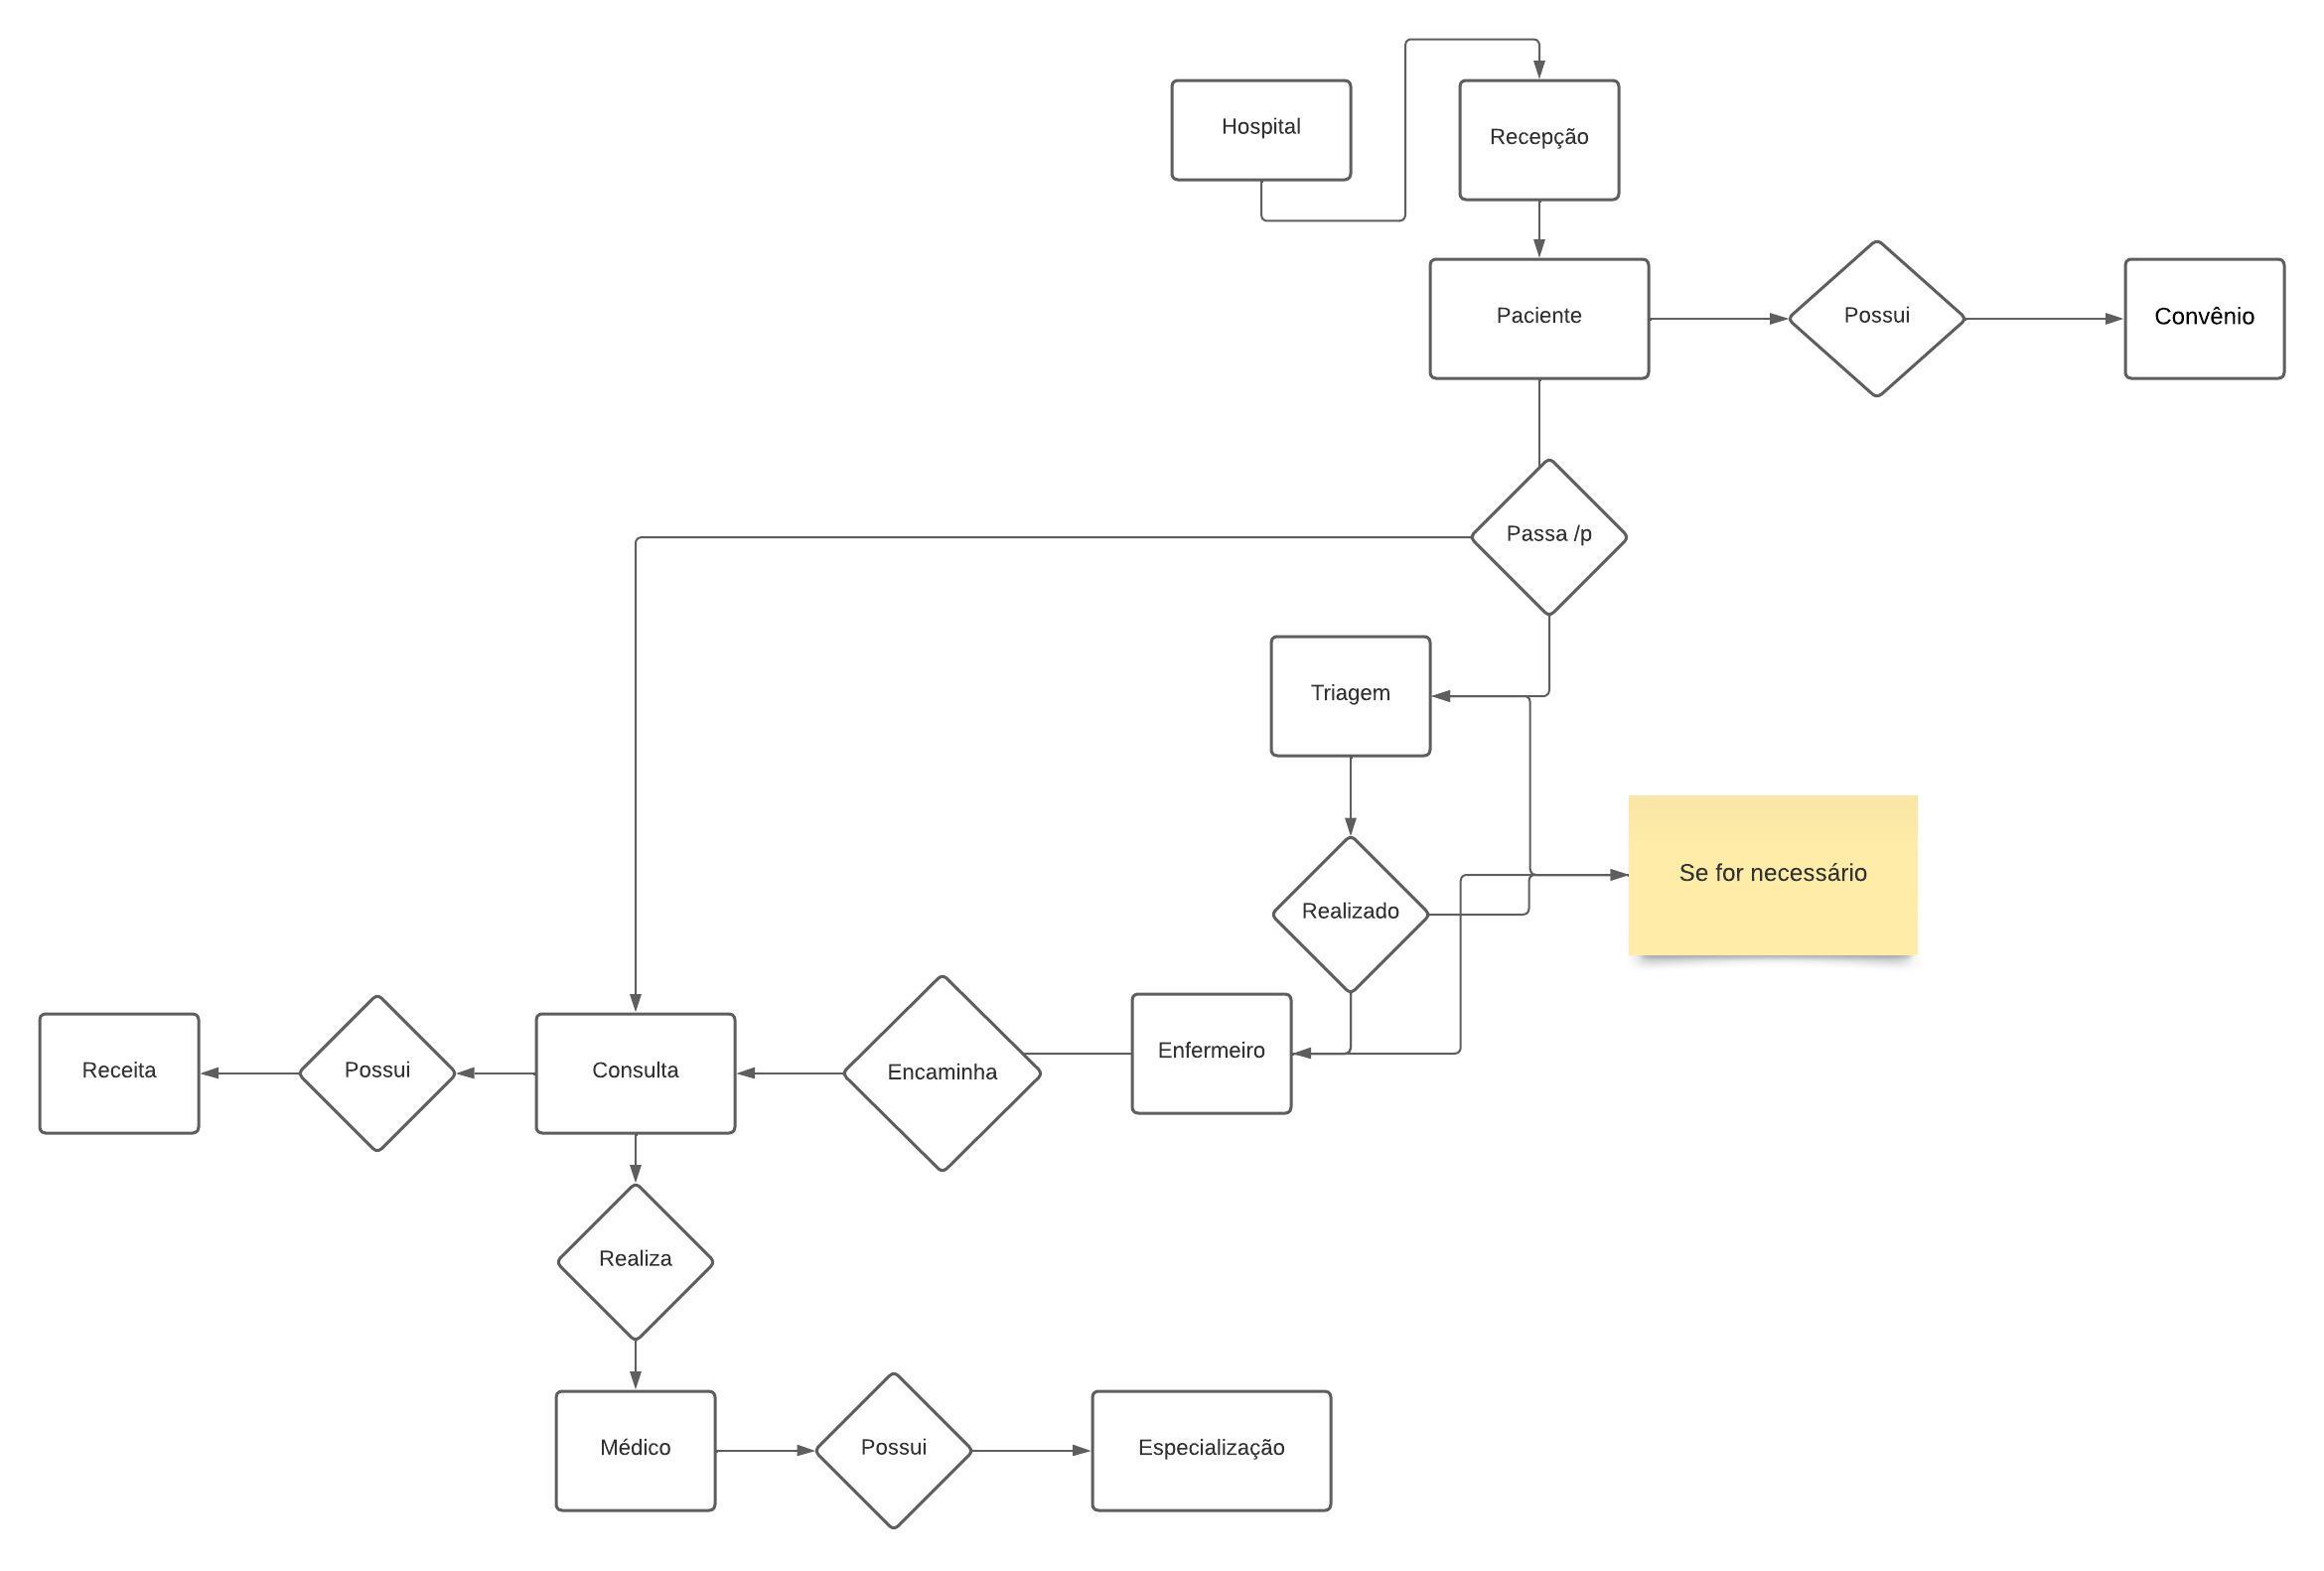 Hospital
Recepção
Paciente
Possui
Convênio
Passa /p
Triagem
Se for necessário
Realizado
Enfermeiro
Encaminha
Consulta
Possui
Receita
Realiza
Médico
Possui
Especialização